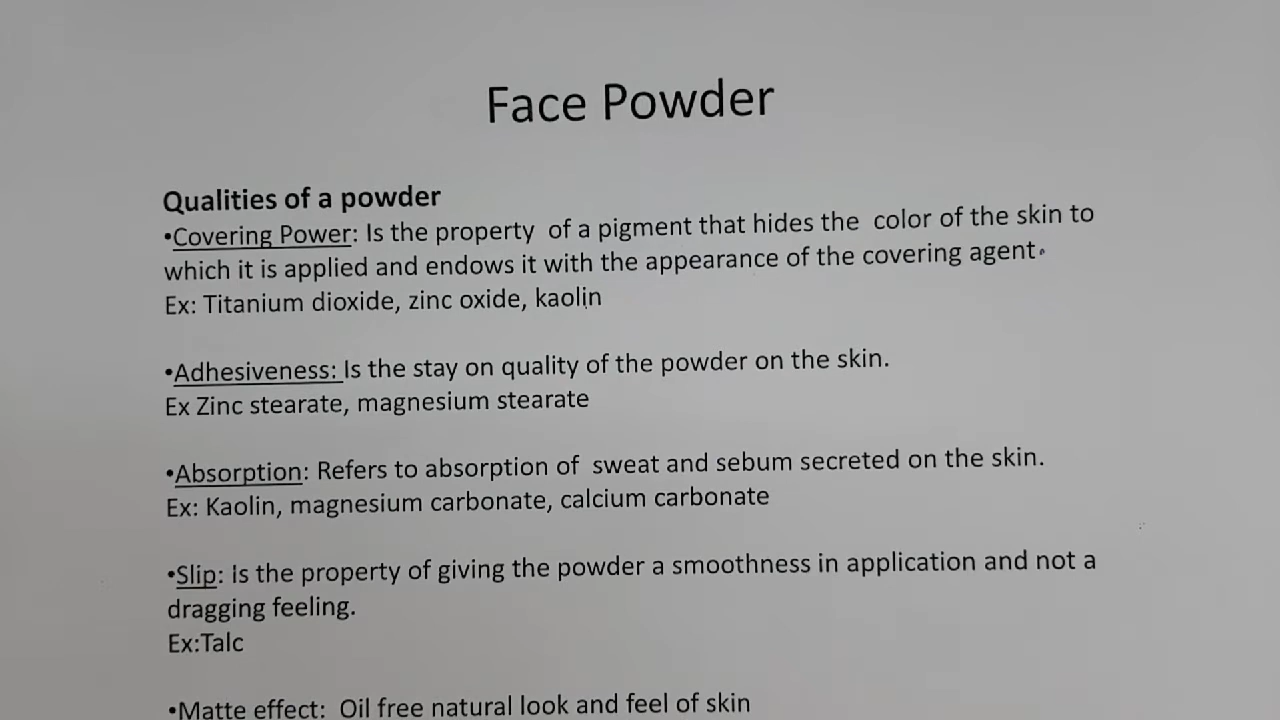 Face Powder
Qualities of a powder
•Covering Power: Is the property of a pigment that hides the color of the skin to
which it is applied and endows it with the appearance of the covering agent.
Ex: Titanium dioxide, zinc oxide, kaolin
•Adhesiveness: Is the stay on quality of the powder on the skin.
Ex Zinc stearate, magnesium stearate
•Absorption: Refers to absorption of sweat and sebum secreted on the skin.
Ex: Kaolin, magnesium carbonate, calcium carbonate
•Slip: Is the property of giving the powder a smoothness in application and not a
dragging feeling.
Ex:Talc
•Matte effect: Oil free natural look and feel of skin